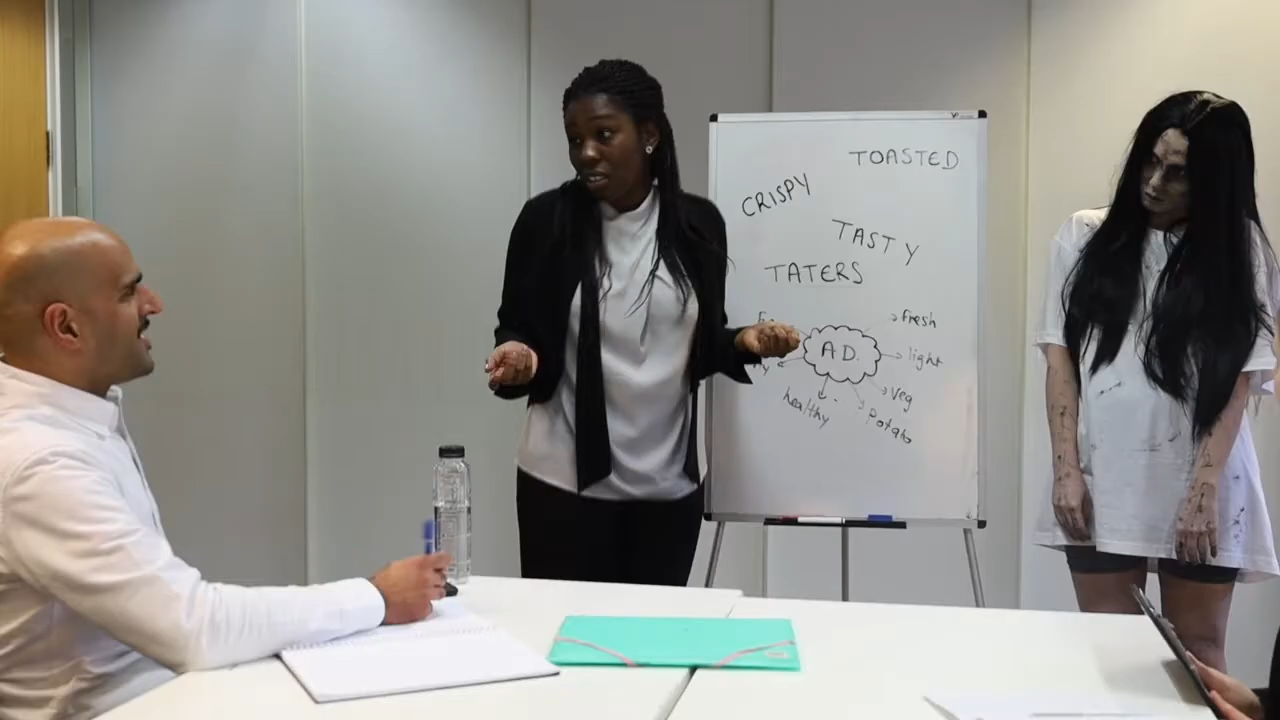 TOASTED
CRISPY
TASTY
TATERS
fresh
A.D.
light
veg
healthy
Potato